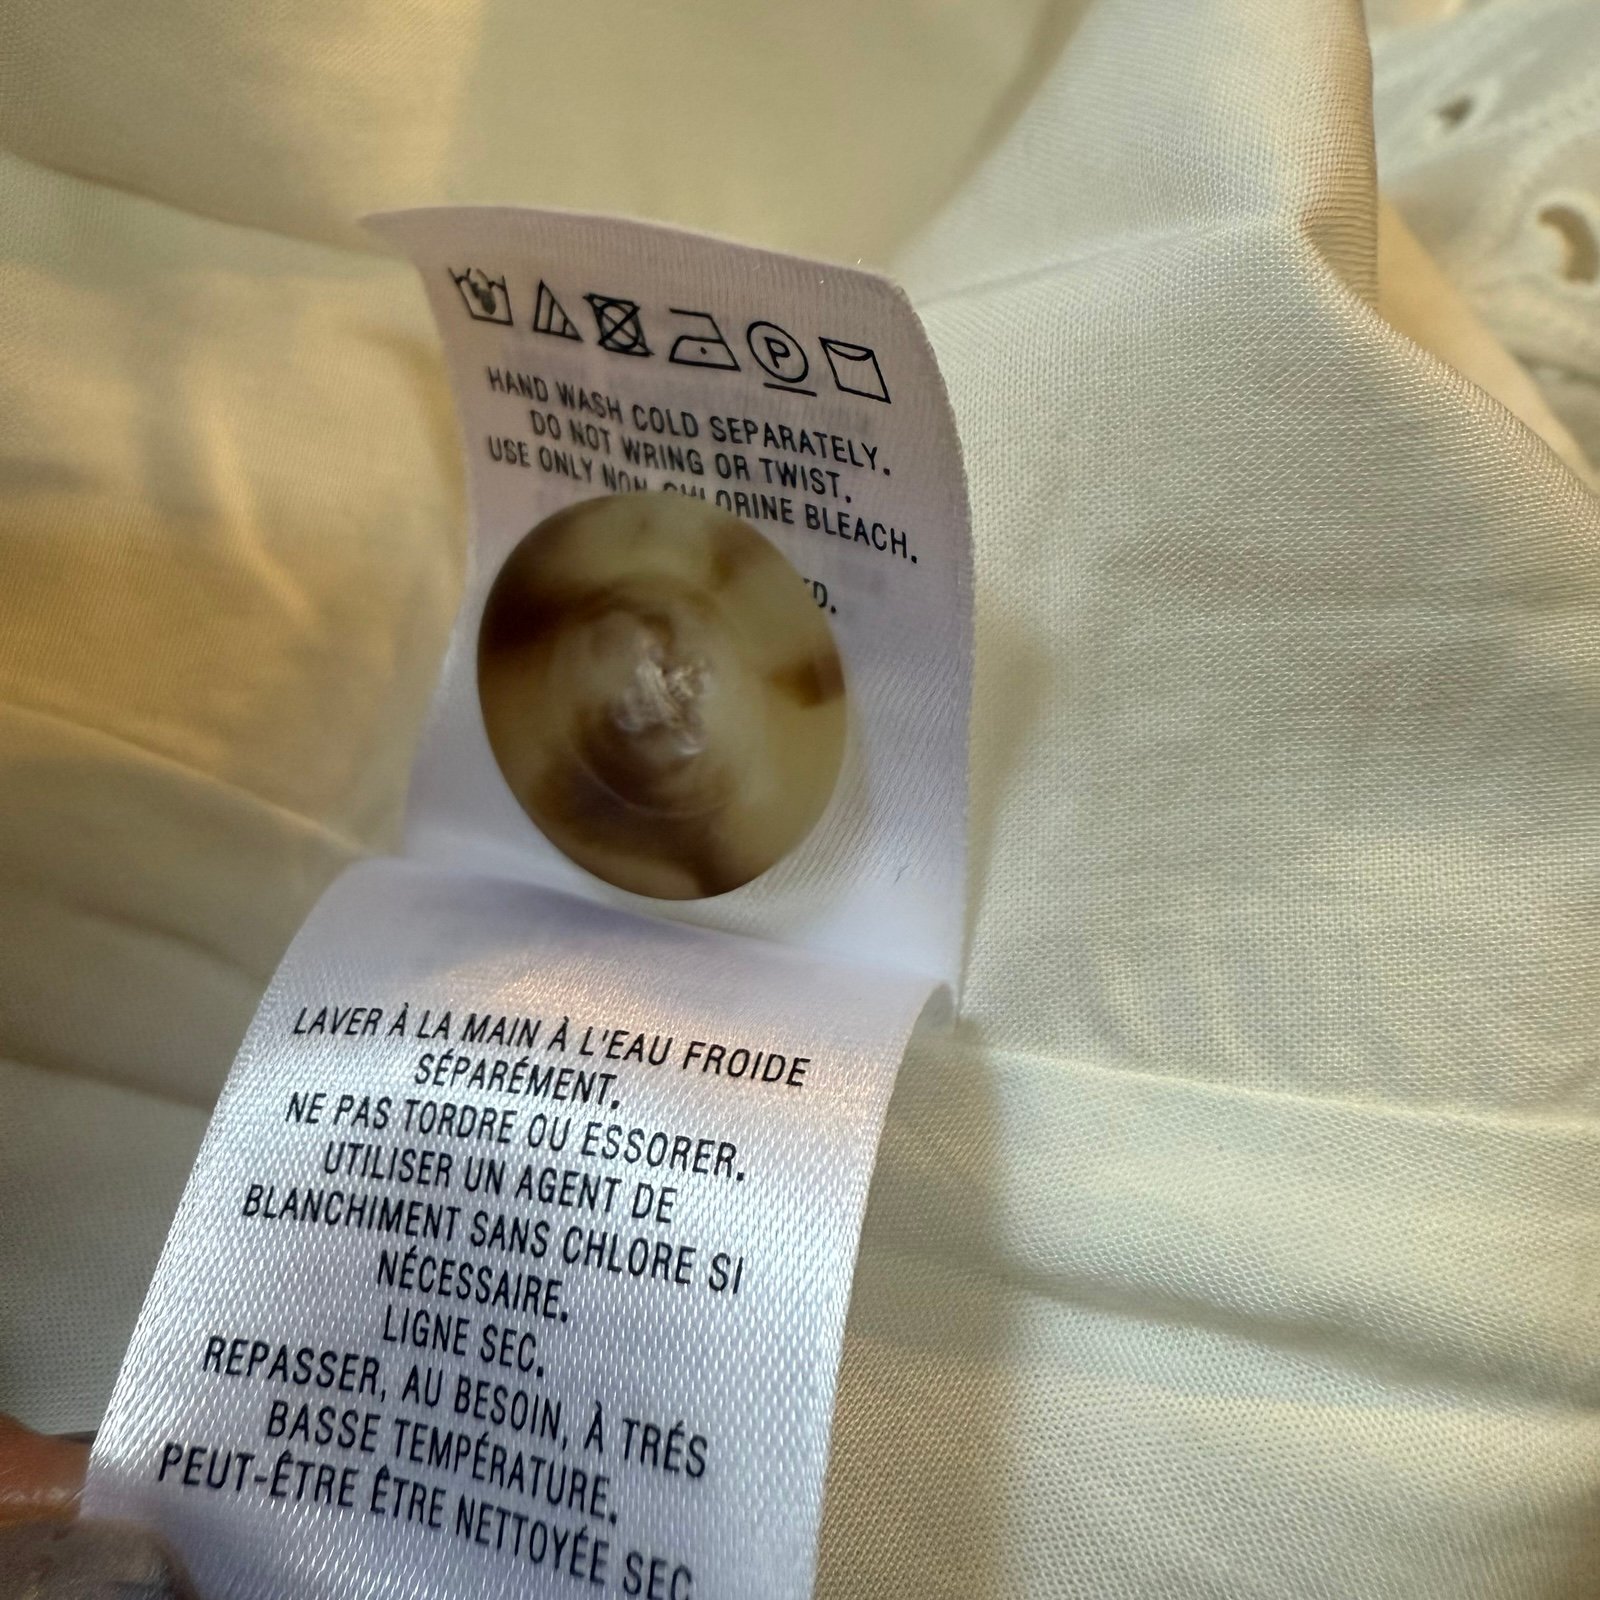 P
HAND WASH COLD SEPARATELY.
DO NOT WRING OR TWIST.
USE ONLY NON-CHLORINE BLEACH.
LAVER À LA MAIN À L'EAU FROIDE
SÉPARÉMENT.
NE PAS TORDRE OU ESSORER.
UTILISER UN AGENT DE
BLANCHIMENT SANS CHLORE SI
NÉCESSAIRE.
LIGNE SEC.
REPASSER, AU BESOIN, À TRÉS
BASSE TEMPÉRATURE.
PEUT-ÊTRE ÊTRE NETTOYÉE SEC